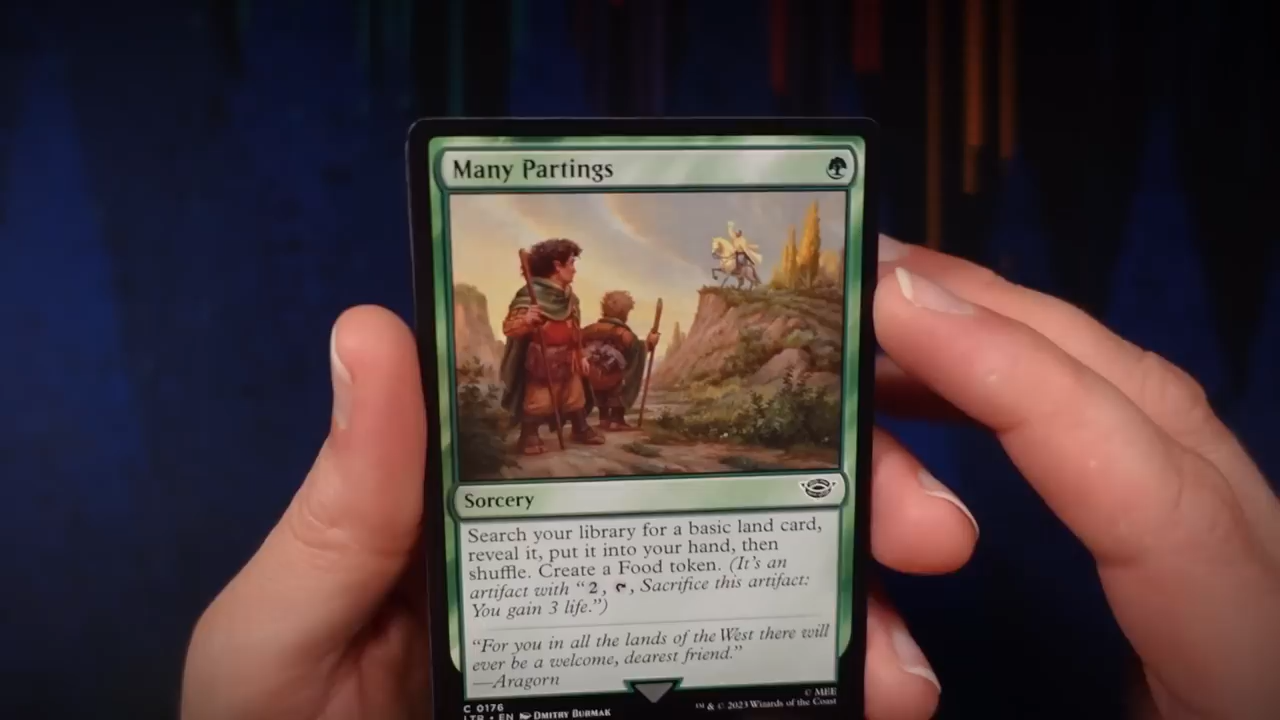 Many Partings
Sorcery
Search your library for a basic land card,
reveal it, put it into your hand, then
shuffle. Create a Food token. (It's an
artifact with “2, , Sacrifice this artifact:
You gain 3 life.”)
“For you in all the lands of the West there will
ever be a welcome, dearest friend.”
—Aragorn
C 0176
© MEE
LTR • EN Dmitry Burmak
™ & © 2023 Wizards of the Coast